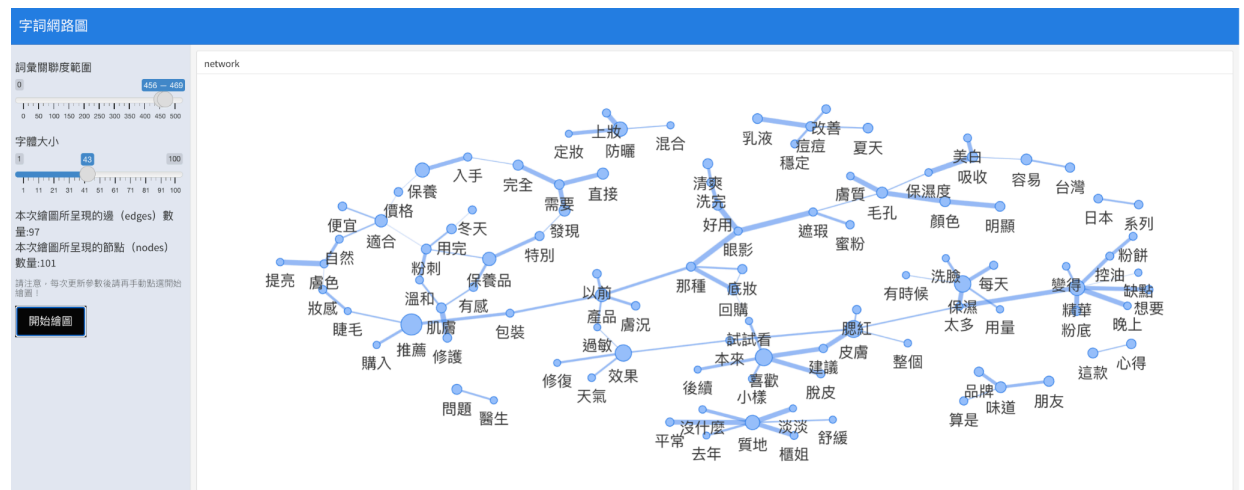 字詞網路圖
詞彙關聯度範圍
0
456 — 469
0 50 100 150 200 250 300 350 400 450 500
字體大小
1
43
100
1 11 21 31 41 51 61 71 81 91 100
本次繪圖所呈現的邊（edges）數
量:97
本次繪圖所呈現的節點（nodes）
數量:101
請注意，每次更新參數後請再手動點選開始
繪圖！
開始繪圖
network
上妝
定妝
防曬
混合
乳液
改善
痘痘
穩定
夏天
美白
吸收
容易
台灣
入手
保養
完全
直接
清爽
洗完
膚質
保濕度
毛孔
顏色
明顯
日本
系列
價格
便宜
適合
冬天
用完
需要
發現
特別
好用
眼影
遮瑕
蜜粉
自然
提亮
膚色
粉刺
保養品
那種
底妝
回購
洗臉
每天
有時候
變得
控油
粉餅
缺點
想要
妝感
溫和
有感
以前
產品
膚況
保濕
太多
用量
精華
粉底
晚上
睫毛
購入
推薦
肌膚
修護
包裝
過敏
試試看
本來
腮紅
皮膚
整個
這款
心得
修復
天氣
效果
後續
喜歡
小樣
建議
脫皮
品牌
味道
朋友
算是
問題
醫生
平常
沒什麼
去年
質地
淡淡
櫃姐
舒緩